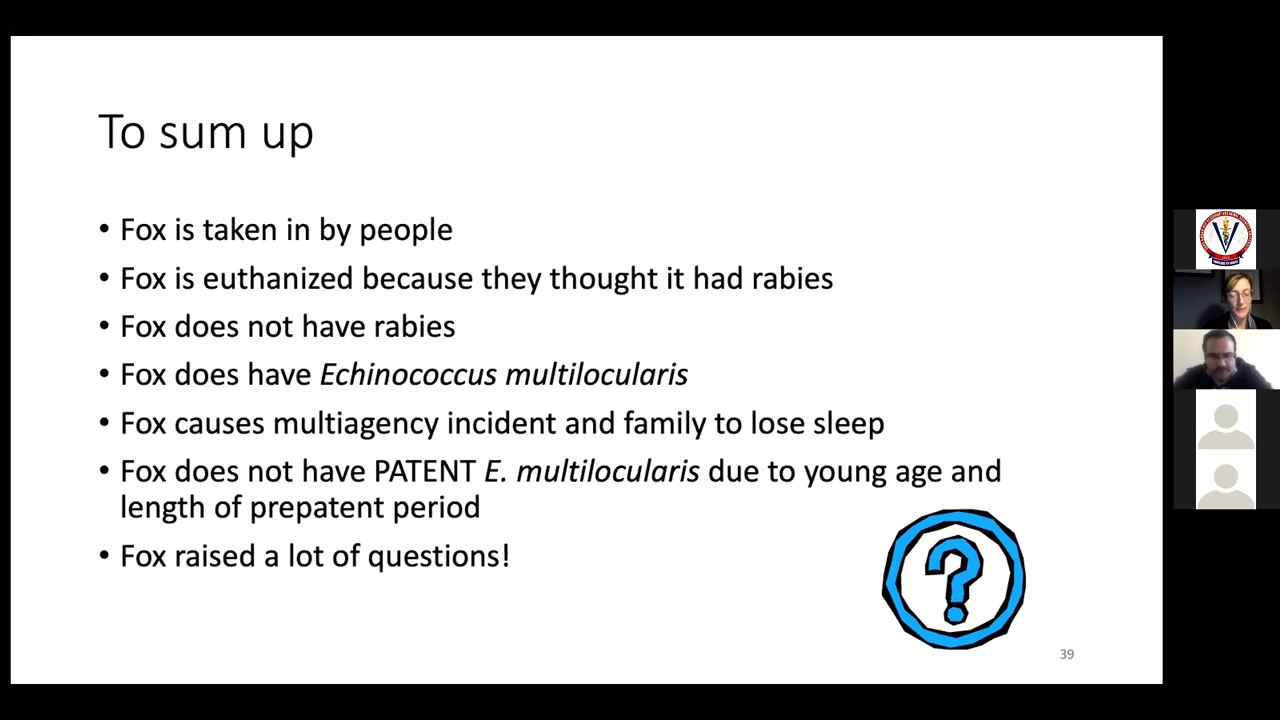 To sum up
• Fox is taken in by people
• Fox is euthanized because they thought it had rabies
• Fox does not have rabies
• Fox does have Echinococcus multilocularis
• Fox causes multiagency incident and family to lose sleep
• Fox does not have PATENT E. multilocularis due to young age and
length of prepatent period
• Fox raised a lot of questions!
?
39
V